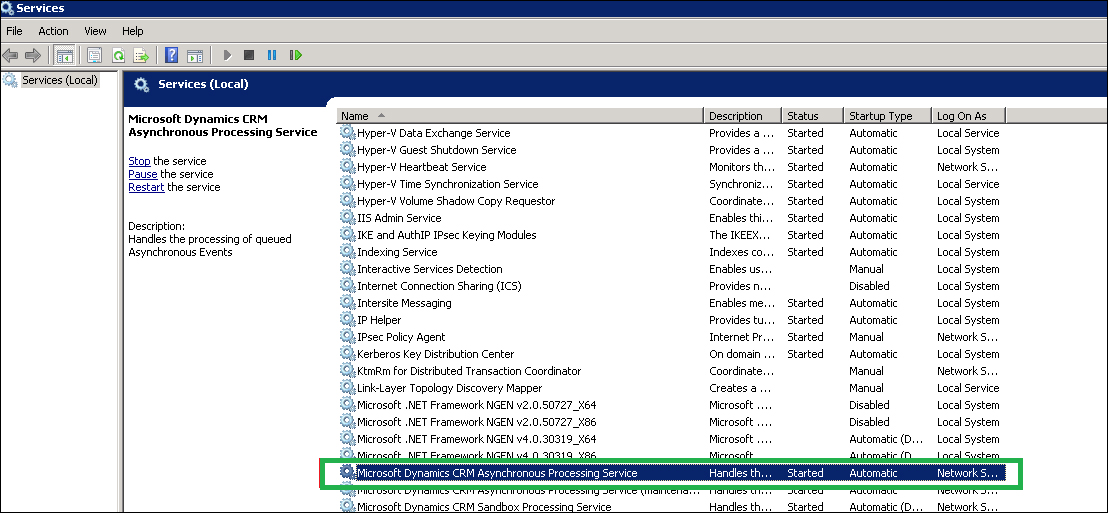 Services
File Action View Help
Services (Local)
Services (Local)
Microsoft Dynamics CRM
Asynchronous Processing Service
Stop the service
Pause the service
Restart the service
Description:
Handles the processing of queued
Asynchronous Events
Name Description Status Startup Type Log On As
Hyper-V Data Exchange Service Provides a ... Started Automatic Local Service
Hyper-V Guest Shutdown Service Provides a ... Started Automatic Local System
Hyper-V Heartbeat Service Monitors th... Started Automatic Network S...
Hyper-V Time Synchronization Service Synchroniz... Started Automatic Local Service
Hyper-V Volume Shadow Copy Requestor Coordinate... Started Automatic Local System
IIS Admin Service Enables thi... Started Automatic Local System
IKE and AuthIP IPsec Keying Modules The IKEEX... Started Automatic Local System
Indexing Service Indexes co... Started Automatic Local System
Interactive Services Detection Enables us... Manual Local System
Internet Connection Sharing (ICS) Provides n... Disabled Local System
Intersite Messaging Enables me... Started Automatic Local System
IP Helper Provides tu... Started Automatic Local System
IPsec Policy Agent Internet Pr... Started Manual Network S...
Kerberos Key Distribution Center On domain ... Started Automatic Local System
KtmRm for Distributed Transaction Coordinator Coordinate... Manual Network S...
Link-Layer Topology Discovery Mapper Creates a ... Manual Local Service
Microsoft .NET Framework NGEN v2.0.50727_X64 Microsoft .... Disabled Local System
Microsoft .NET Framework NGEN v2.0.50727_X86 Microsoft .... Disabled Local System
Microsoft .NET Framework NGEN v4.0.30319_X64 Microsoft .... Automatic (D... Local System
Microsoft .NET Framework NGEN v4.0.30319_X86 Microsoft .... Automatic (D... Local System
Microsoft Dynamics CRM Asynchronous Processing Service Handles th... Started Automatic Network S...
Microsoft Dynamics CRM Asynchronous Processing Service (maintena... Handles th... Started Automatic Network S...
Microsoft Dynamics CRM Sandbox Processing Service Handles th... Started Automatic Network S...